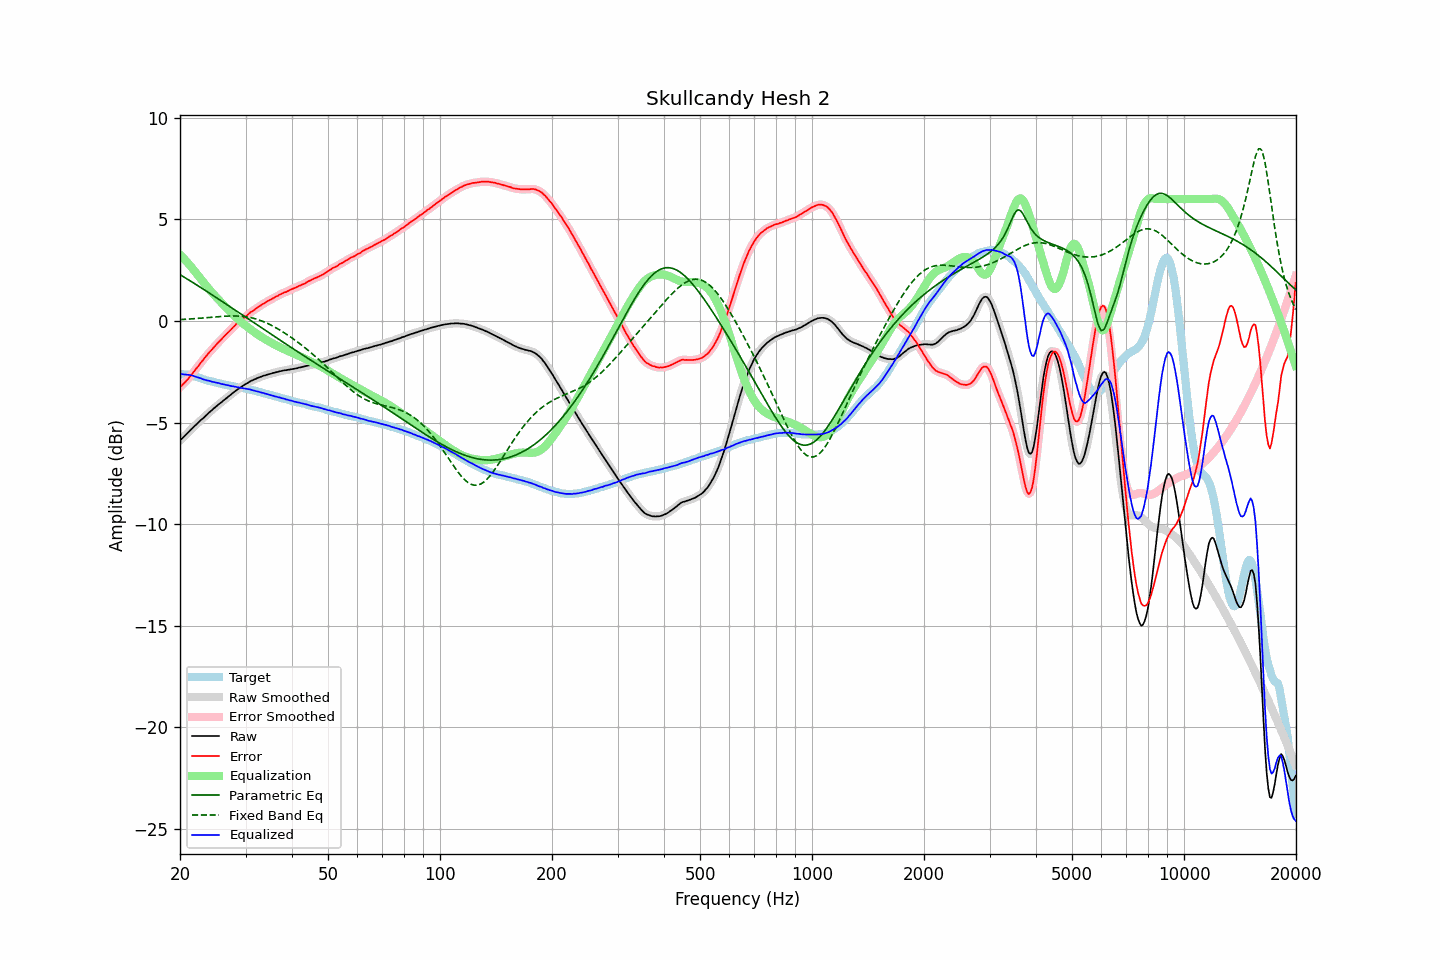 Skullcandy Hesh 2
Amplitude (dBr)
10
5
0
−5
−10
−15
−20
−25
Target
Raw Smoothed
Error Smoothed
Raw
Error
Equalization
Parametric Eq
Fixed Band Eq
Equalized
20 50 100 200 500 1000 2000 5000 10000 20000
Frequency (Hz)